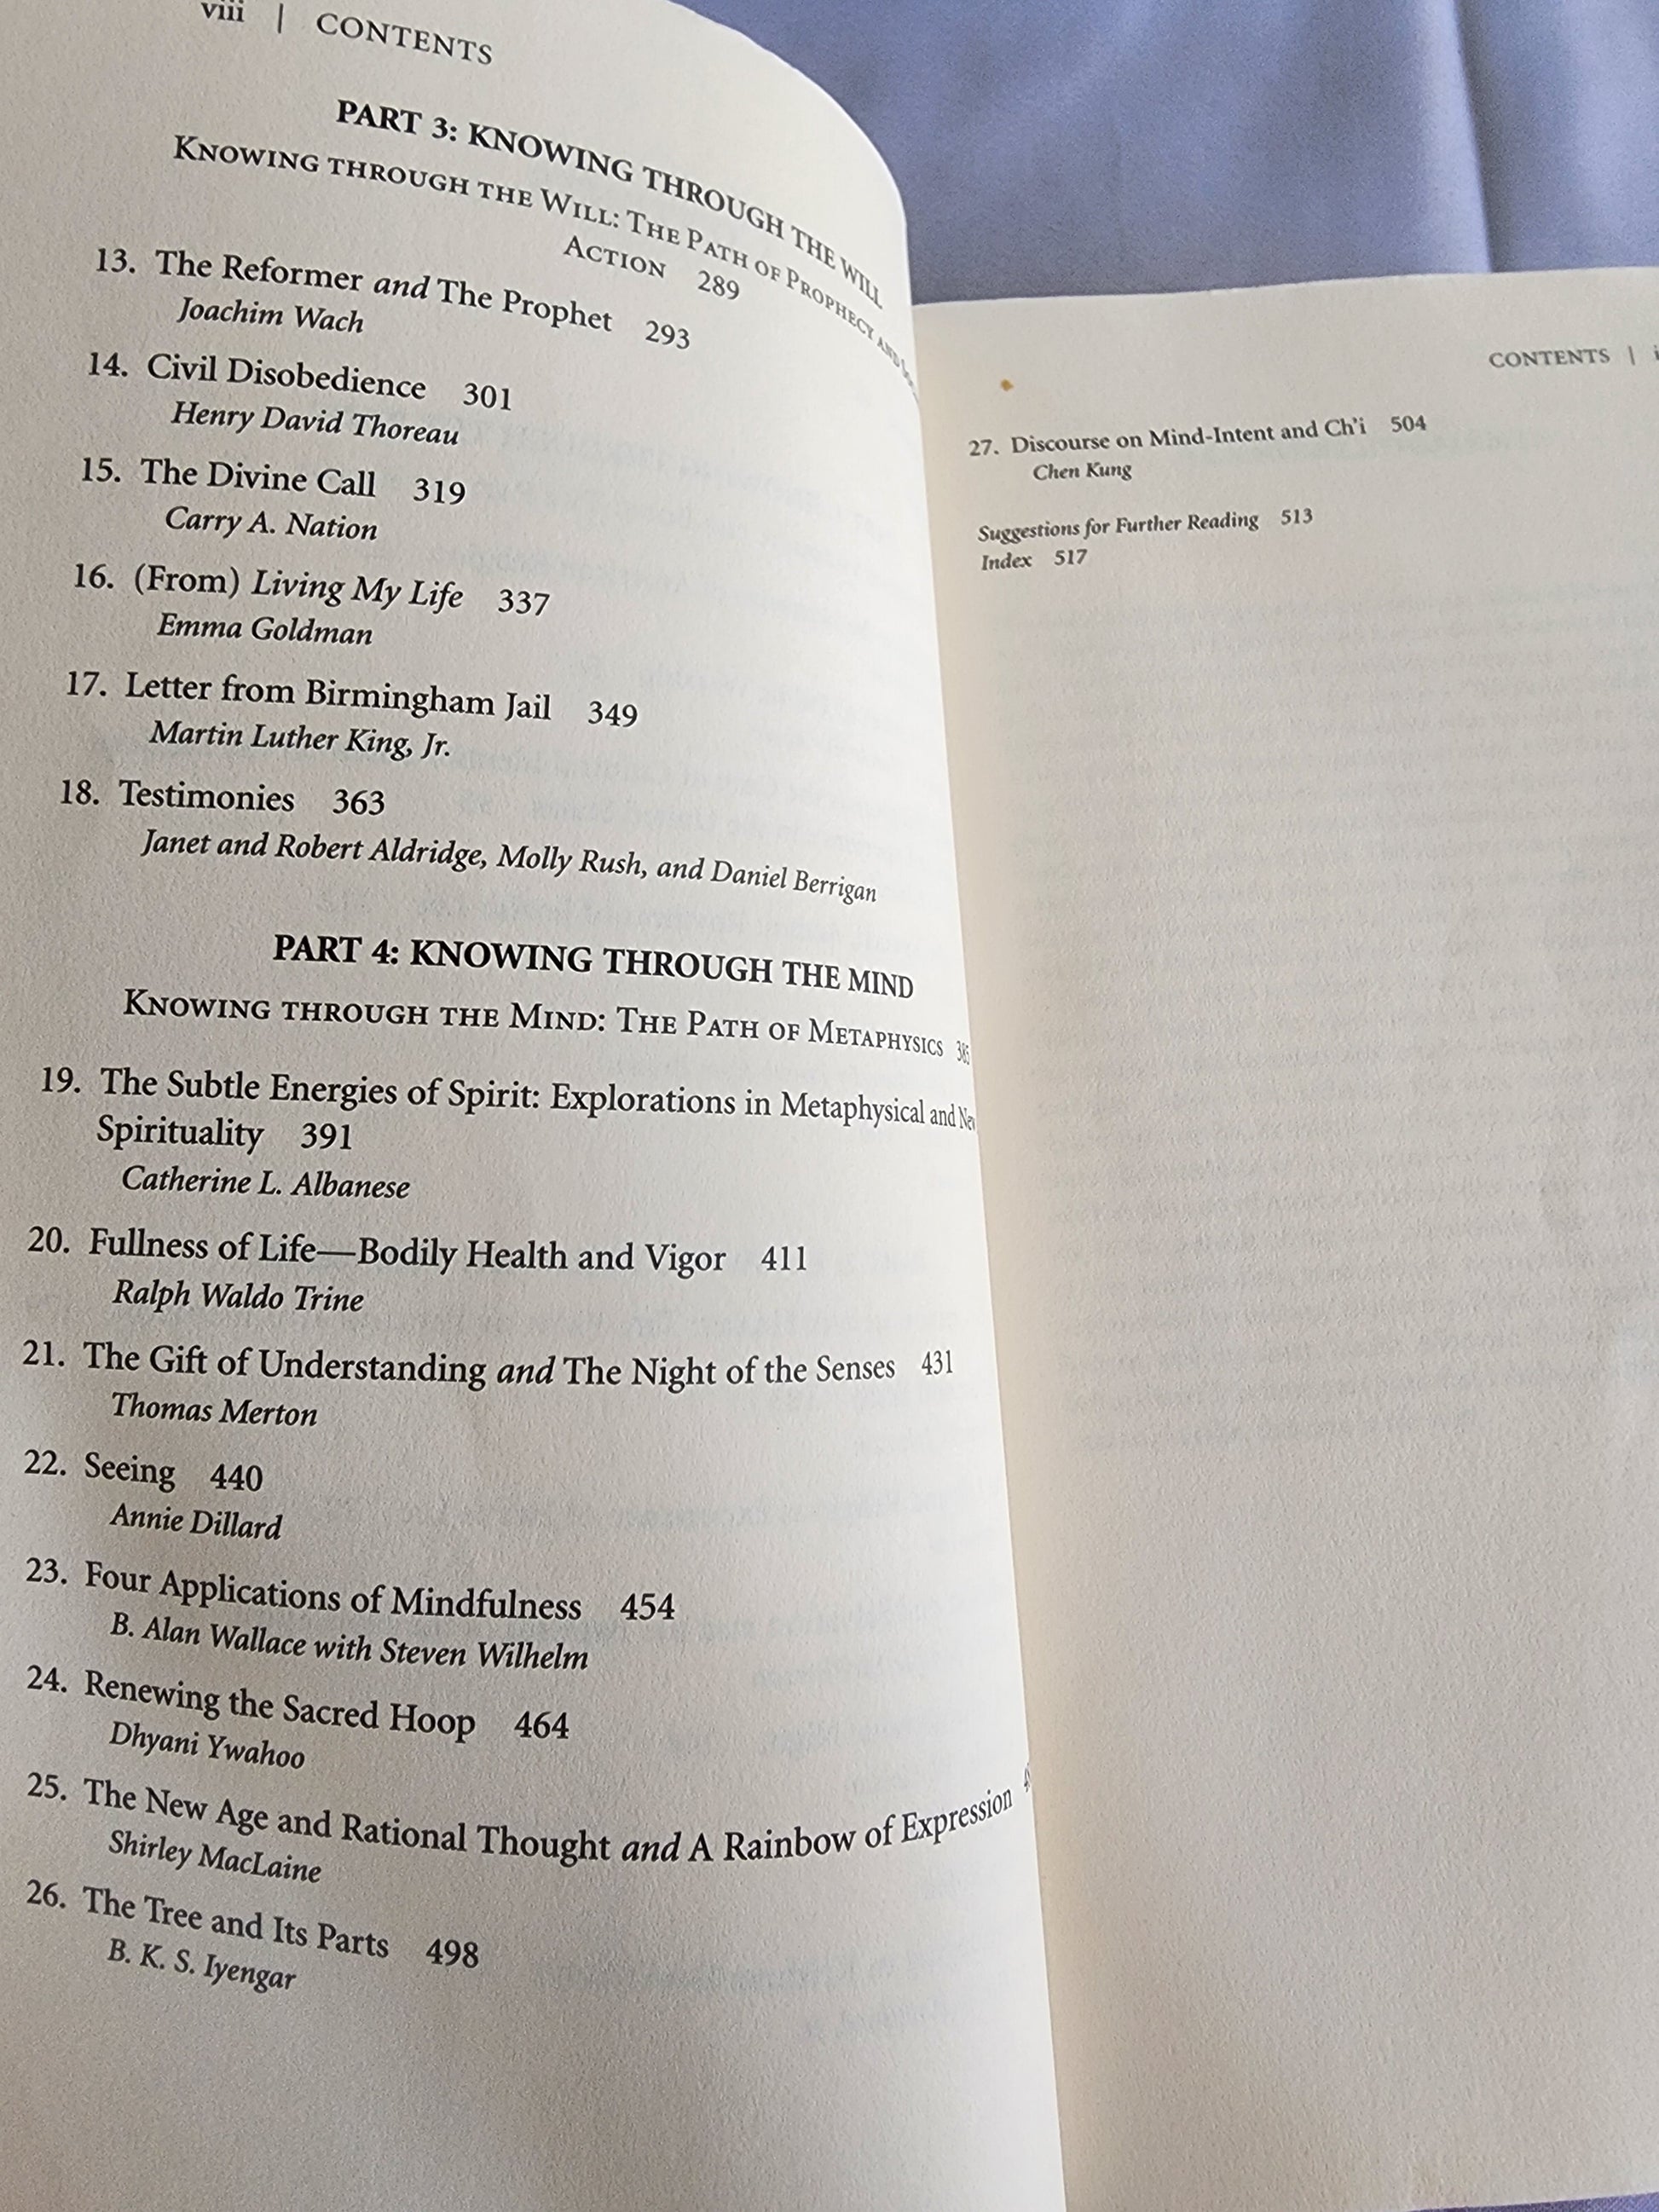 viii | CONTENTS
PART 3: KNOWING THROUGH THE WILL
KNOWING THROUGH THE WILL: THE PATH OF PROPHECY AND
ACTION 289
13. The Reformer and The Prophet 293
Joachim Wach
14. Civil Disobedience 301
Henry David Thoreau
15. The Divine Call 319
Carry A. Nation
16. (From) Living My Life 337
Emma Goldman
17. Letter from Birmingham Jail 349
Martin Luther King, Jr.
18. Testimonies 363
Janet and Robert Aldridge, Molly Rush, and Daniel Berrigan
PART 4: KNOWING THROUGH THE MIND
KNOWING THROUGH THE MIND: THE PATH OF METAPHYSICS 385
19. The Subtle Energies of Spirit: Explorations in Metaphysical and New
Spirituality 391
Catherine L. Albanese
20. Fullness of Life—Bodily Health and Vigor 411
Ralph Waldo Trine
21. The Gift of Understanding and The Night of the Senses 431
Thomas Merton
22. Seeing 440
Annie Dillard
23. Four Applications of Mindfulness 454
B. Alan Wallace with Steven Wilhelm
24. Renewing the Sacred Hoop 464
Dhyani Ywahoo
25. The New Age and Rational Thought and A Rainbow of Expression
Shirley MacLaine
26. The Tree and Its Parts 498
B. K. S. Iyengar
CONTENTS |
27. Discourse on Mind-Intent and Ch'i 504
Chen Kung
Suggestions for Further Reading 513
Index 517